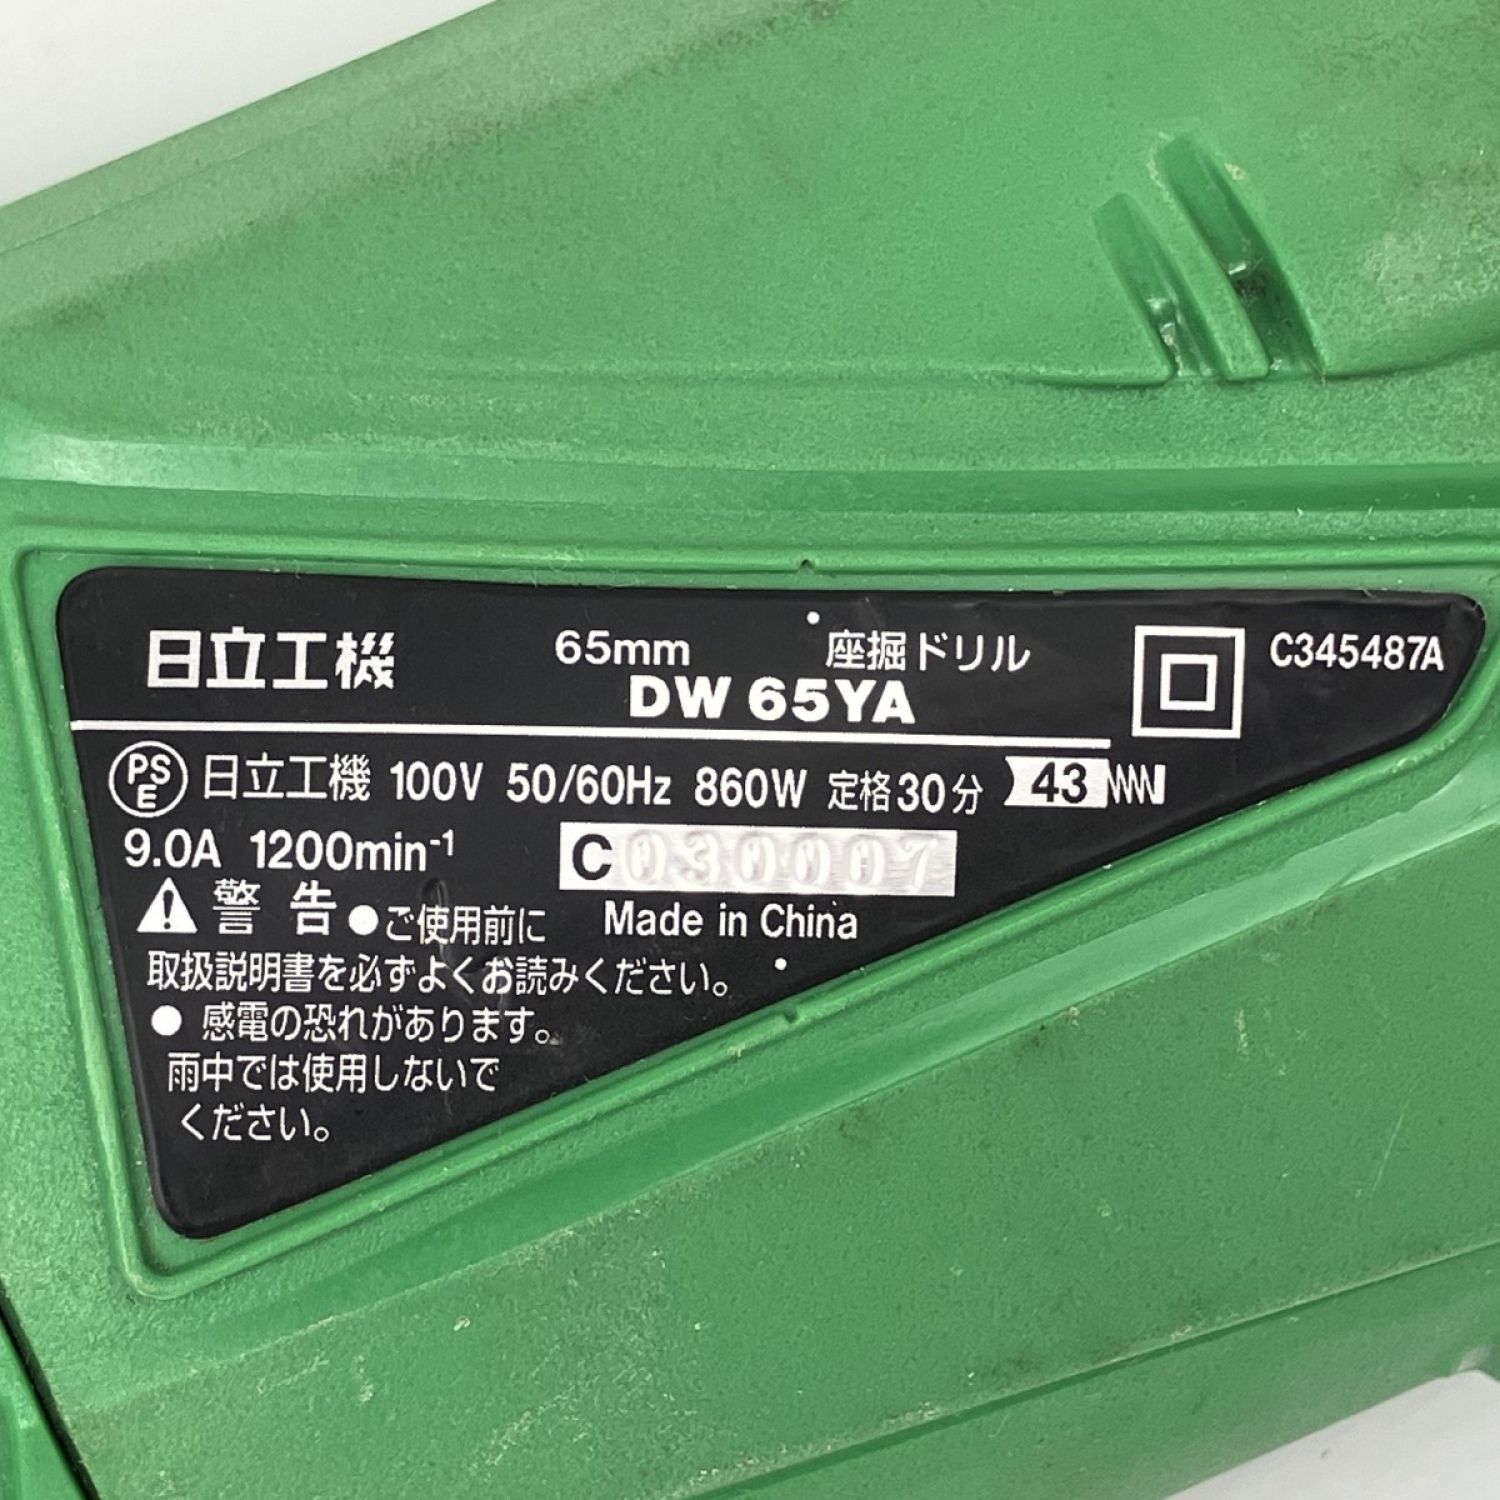 日立工機 65mm 座掘ドリル C345487A
DW 65YA
PSE 日立工機 100V 50/60Hz 860W 定格30分 43
9.0A 1200min⁻¹ C030007
警告 ●ご使用前に Made in China
取扱説明書を必ずよくお読みください。
● 感電の恐れがあります。
雨中では使用しないで
ください。